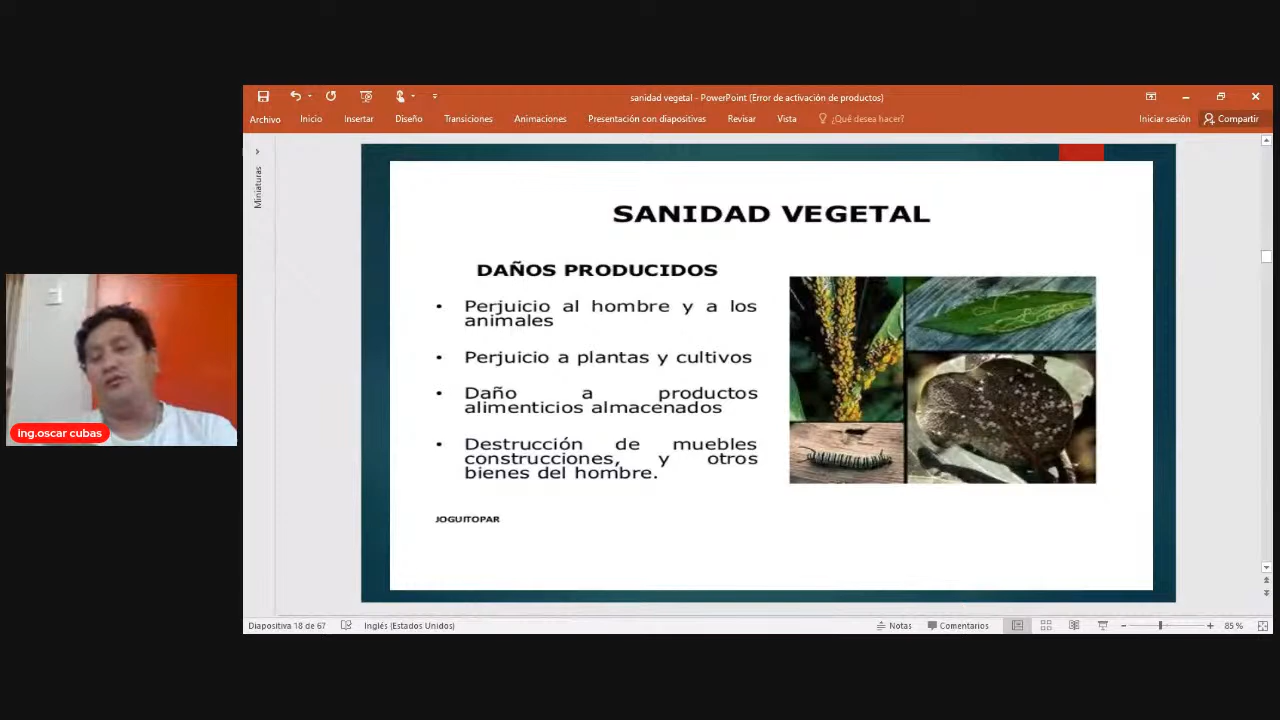 sanidad vegetal - PowerPoint (Error de activación de productos)
Archivo Inicio Insertar Diseño Transiciones Animaciones Presentación con diapositivas Revisar Vista ¿Qué desea hacer? Iniciar sesión Compartir
Miniaturas
SANIDAD VEGETAL
DAÑOS PRODUCIDOS
• Perjuicio al hombre y a los
animales
• Perjuicio a plantas y cultivos
• Daño a productos
alimenticios almacenados
• Destrucción de muebles
construcciones, y otros
bienes del hombre.
JOGUITOPAR
ing.oscar cubas
Diapositiva 18 de 67 Inglés (Estados Unidos) Notas Comentarios 85 %